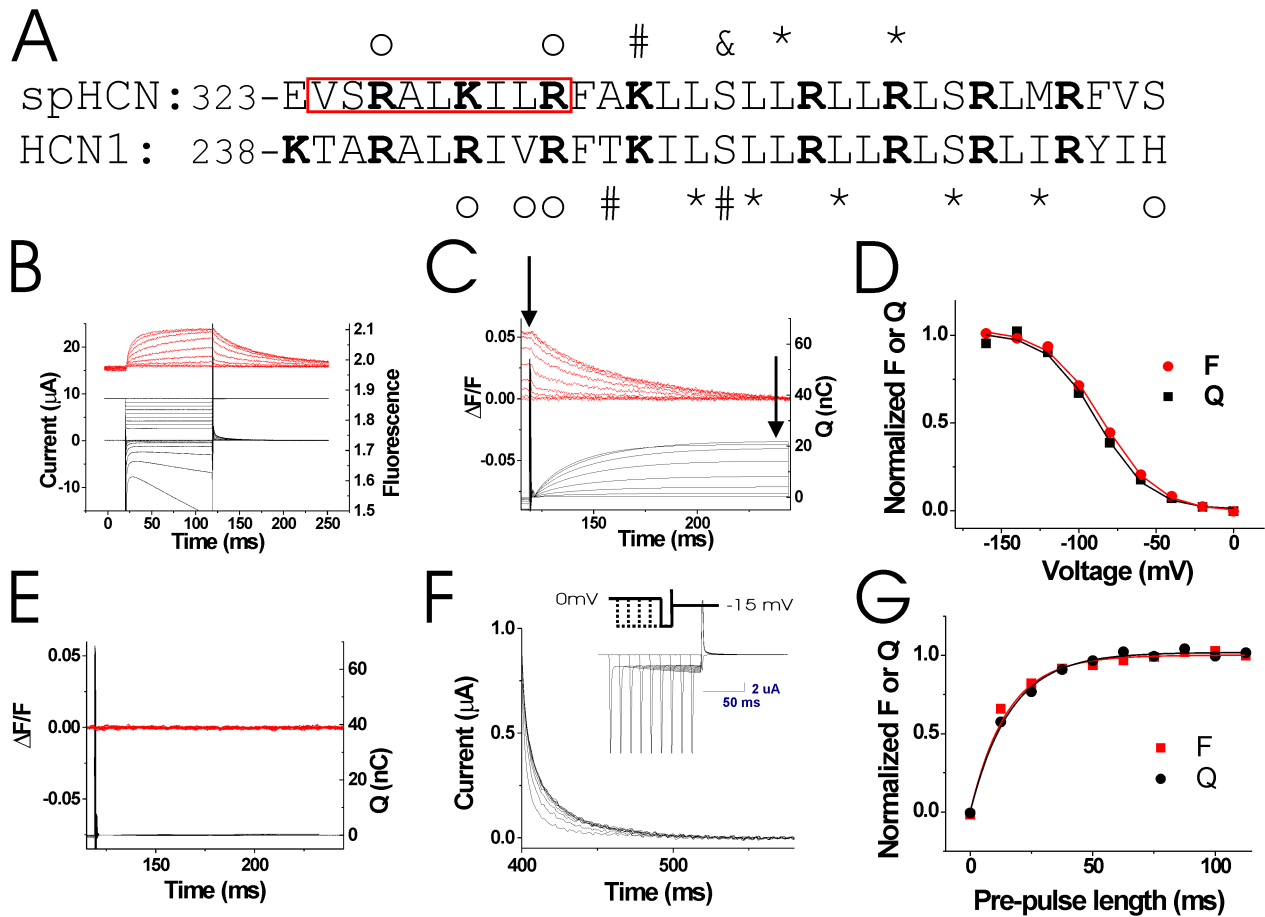 A
○ ○ # & * *
spHCN: 323-EVSRALKILRFAKLLSLLRLLRLSRLMRFVS
HCN1: 238-KTARALRIVRFTKILSLLRLLRLSRLIRYIH
○ ○ ○ # * # * * * * ○
B
Current (μA)
20
10
0
-10
2.1
2.0
1.9
1.8
1.7
1.6
1.5
Fluorescence
0 50 100 150 200 250
Time (ms)
C
ΔF/F
0.05
0.00
-0.05
60
40
20
0
Q (nC)
150 200
Time (ms)
D
Normalized F or Q
1.0
0.5
0.0
F
Q
-150 -100 -50 0
Voltage (mV)
E
ΔF/F
0.05
0.00
-0.05
60
40
20
0
Q (nC)
150 200
Time (ms)
F
Current (μA)
1.0
0.5
0.0
0mV
-15 mV
2 uA
50 ms
400 500
Time (ms)
G
Normalized F or Q
1.0
0.5
0.0
F
Q
0 50 100
Pre-pulse length (ms)